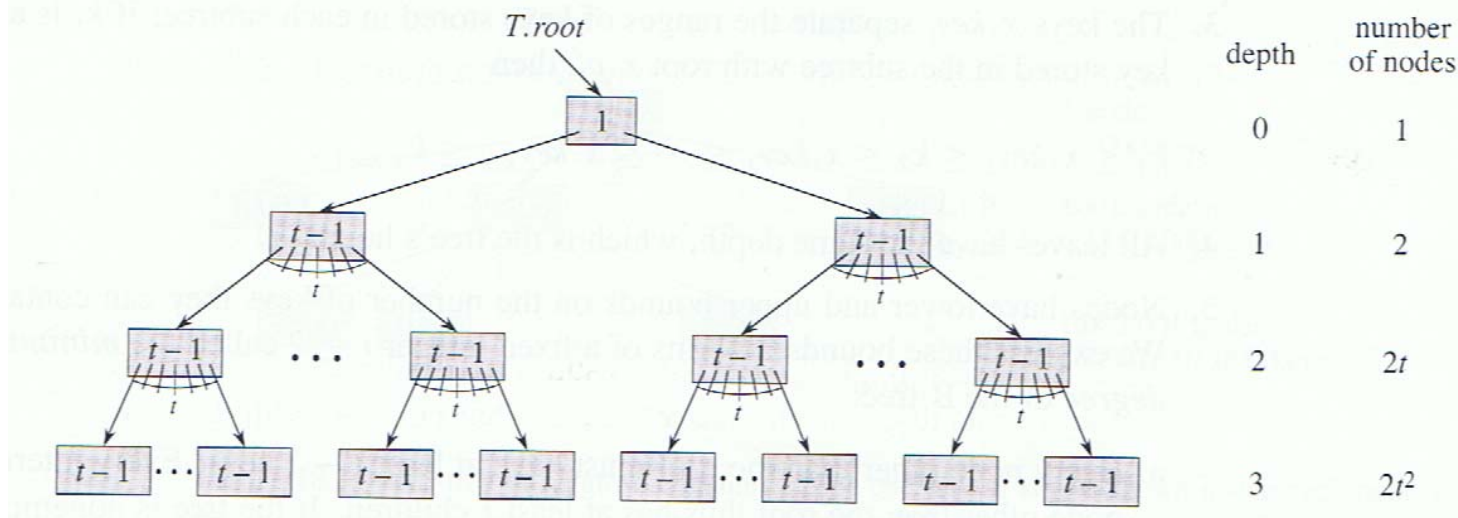 T.root
depth
number
of nodes
1
0 1
t – 1 t – 1
1 2
t t
t – 1 • • • t – 1 t – 1 • • • t – 1
2 2t
t t t t
t – 1 • • • t – 1 t – 1 • • • t – 1 t – 1 • • • t – 1 t – 1 • • • t – 1
3 2t²